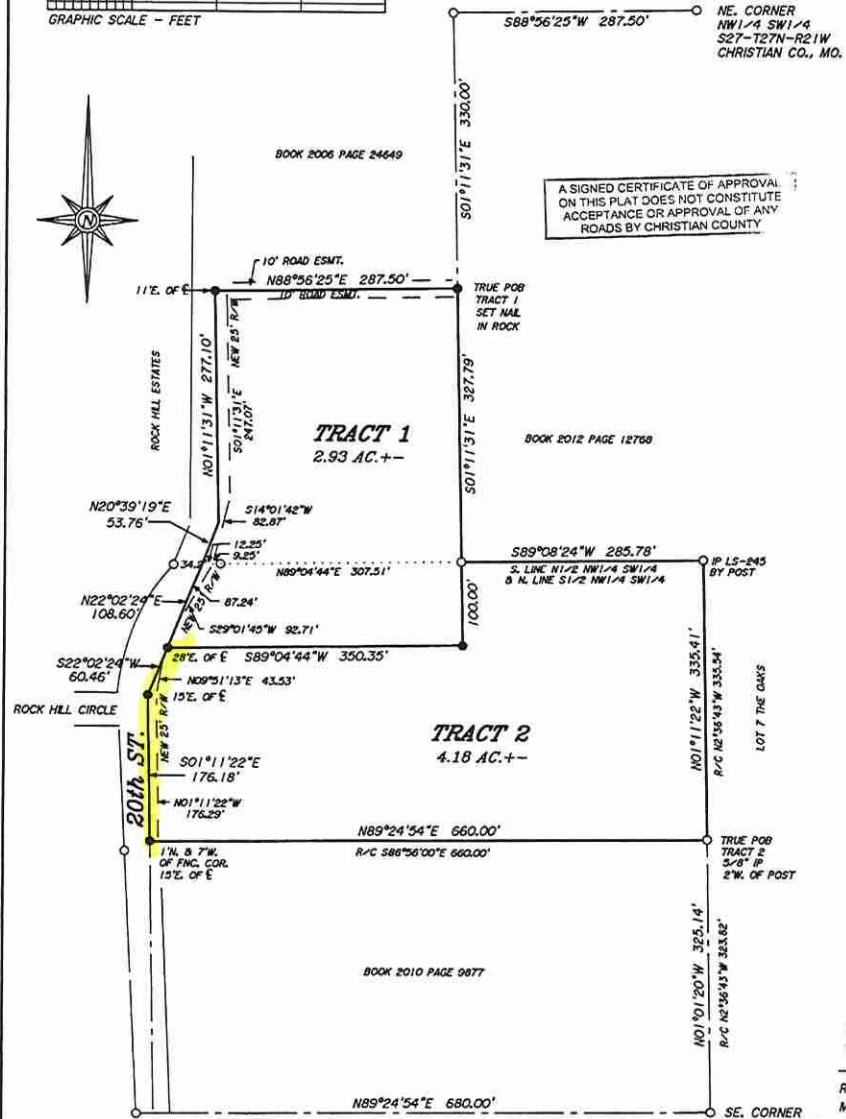 GRAPHIC SCALE - FEET
S88°56'25"W 287.50'
NE. CORNER
NW1/4 SW1/4
S27-T27N-R21W
CHRISTIAN CO., MO.
S01°11'31"E 330.00'
BOOK 2006 PAGE 24649
A SIGNED CERTIFICATE OF APPROVAL
ON THIS PLAT DOES NOT CONSTITUTE
ACCEPTANCE OR APPROVAL OF ANY
ROADS BY CHRISTIAN COUNTY
N
10' ROAD ESMT.
N88°56'25"E 287.50'
10' ROAD ESMT.
11'E. OF ℄
TRUE POB
TRACT 1
SET NAIL
IN ROCK
ROCK HILL ESTATES
N01°11'31"W 277.10'
S01°11'31"E
247.07'
NEW 25' R/W
TRACT 1
2.93 AC.+-
S01°11'31"E 327.79'
BOOK 2012 PAGE 12768
N20°39'19"E
53.76'
S14°01'42"W
82.87'
12.25'
9.25'
N89°04'44"E 307.51'
S89°08'24"W 285.78'
S. LINE N1/2 NW1/4 SW1/4
& N. LINE S1/2 NW1/4 SW1/4
IP LS-245
BY POST
N22°02'24"E
108.60'
87.24'
NEW 25' R/W
S29°01'45"W 92.71'
100.00'
28'E. OF ℄
S89°04'44"W 350.35'
S22°02'24"W
60.46'
N09°51'13"E 43.53'
15'E. OF ℄
ROCK HILL CIRCLE
20th ST.
NEW 25' R/W
S01°11'22"E
176.18'
N01°11'22"W
176.29'
TRACT 2
4.18 AC.+-
N01°11'22"W 335.41'
R/C N2°36'43"W 335.54'
LOT 7 THE OAKS
N89°24'54"E 660.00'
R/C S86°56'00"E 660.00'
1'N. & 7'W.
OF FNC. COR.
15'E. OF ℄
TRUE POB
TRACT 2
5/8" IP
2'W. OF POST
BOOK 2010 PAGE 9877
N01°01'20"W 325.14'
R/C N2°36'43"W 323.82'
N89°24'54"E 680.00'
SE. CORNER